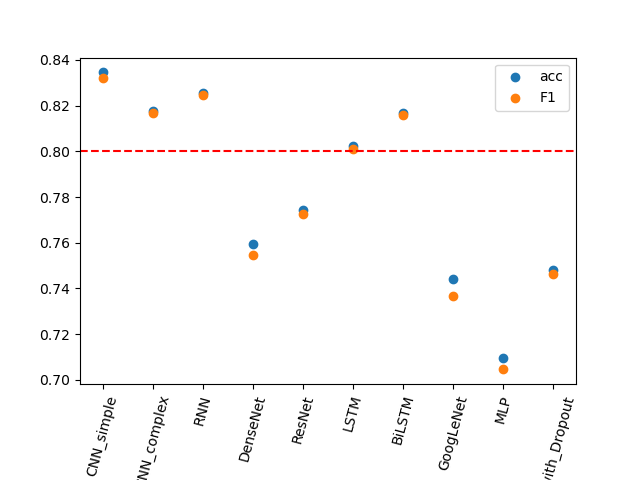 0.84
0.82
0.80
0.78
0.76
0.74
0.72
0.70
acc
F1
CNN_simple
NN_complex
RNN
DenseNet
ResNet
LSTM
BiLSTM
GoogLeNet
MLP
with_Dropout